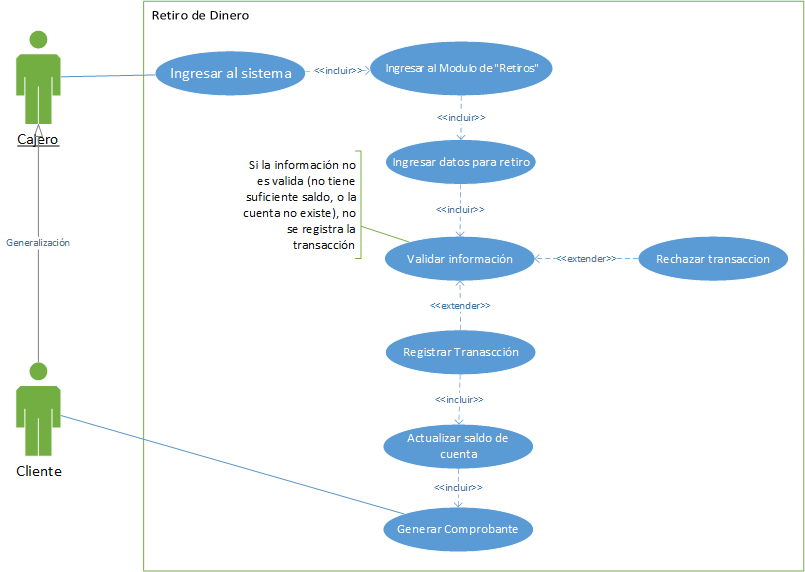 Retiro de Dinero
Cajero
Ingresar al sistema
<<incluir>>
Ingresar al Modulo de "Retiros"
<<incluir>>
Ingresar datos para retiro
<<incluir>>
Si la información no
es valida (no tiene
suficiente saldo, o la
cuenta no existe), no
se registra la
transacción
Generalización
Validar información
<<extender>>
Rechazar transaccion
<<extender>>
Registrar Tranascción
<<incluir>>
Actualizar saldo de
cuenta
<<incluir>>
Cliente
Generar Comprobante